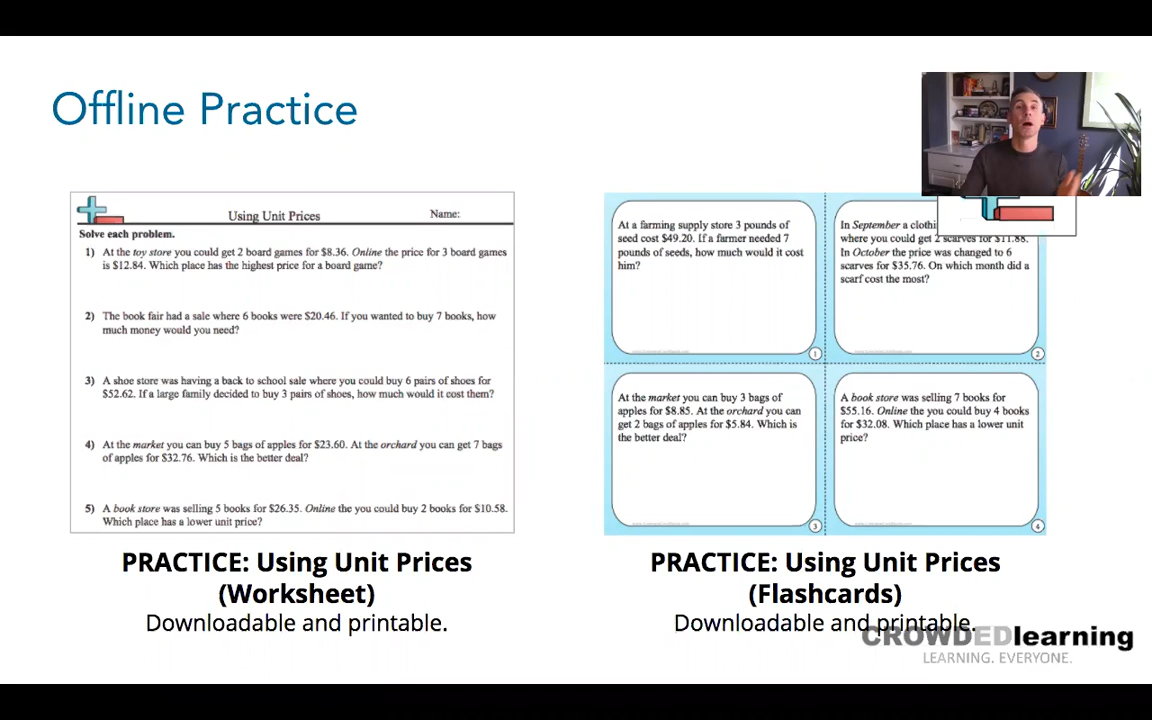 Offline Practice
Using Unit Prices
Name:
Solve each problem.
1) At the toy store you could get 2 board games for $8.36. Online the price for 3 board games
is $12.84. Which place has the highest price for a board game?
2) The book fair had a sale where 6 books were $20.46. If you wanted to buy 7 books, how
much money would you need?
3) A shoe store was having a back to school sale where you could buy 6 pairs of shoes for
$52.62. If a large family decided to buy 3 pairs of shoes, how much would it cost them?
4) At the market you can buy 5 bags of apples for $23.60. At the orchard you can get 7 bags
of apples for $32.76. Which is the better deal?
5) A book store was selling 5 books for $26.35. Online the you could buy 2 books for $10.58.
Which place has a lower unit price?
PRACTICE: Using Unit Prices
(Worksheet)
Downloadable and printable.
At a farming supply store 3 pounds of
seed cost $49.20. If a farmer needed 7
pounds of seeds, how much would it cost
him?
1
In September a clothi
where you could get 2 scarves for $11.88.
In October the price was changed to 6
scarves for $35.76. On which month did a
scarf cost the most?
2
At the market you can buy 3 bags of
apples for $8.85. At the orchard you can
get 2 bags of apples for $5.84. Which is
the better deal?
3
A book store was selling 7 books for
$55.16. Online the you could buy 4 books
for $32.08. Which place has a lower unit
price?
4
PRACTICE: Using Unit Prices
(Flashcards)
Downloadable and printable.
CROWDEDlearning
LEARNING. EVERYONE.